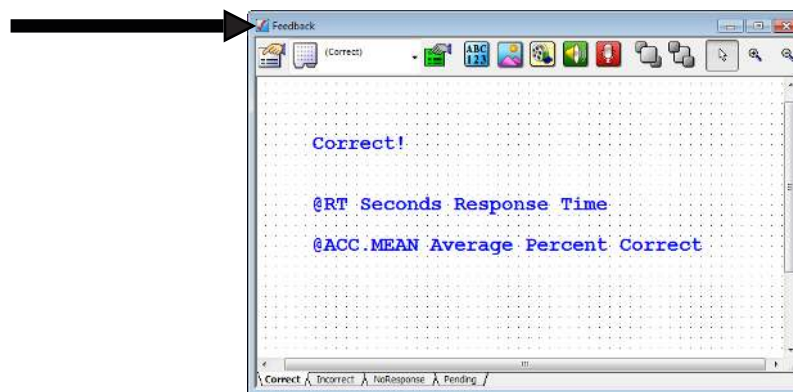 Feedback
(Correct)
ABC
123
Correct!
@RT Seconds Response Time
@ACC.MEAN Average Percent Correct
Correct Incorrect NoResponse Pending